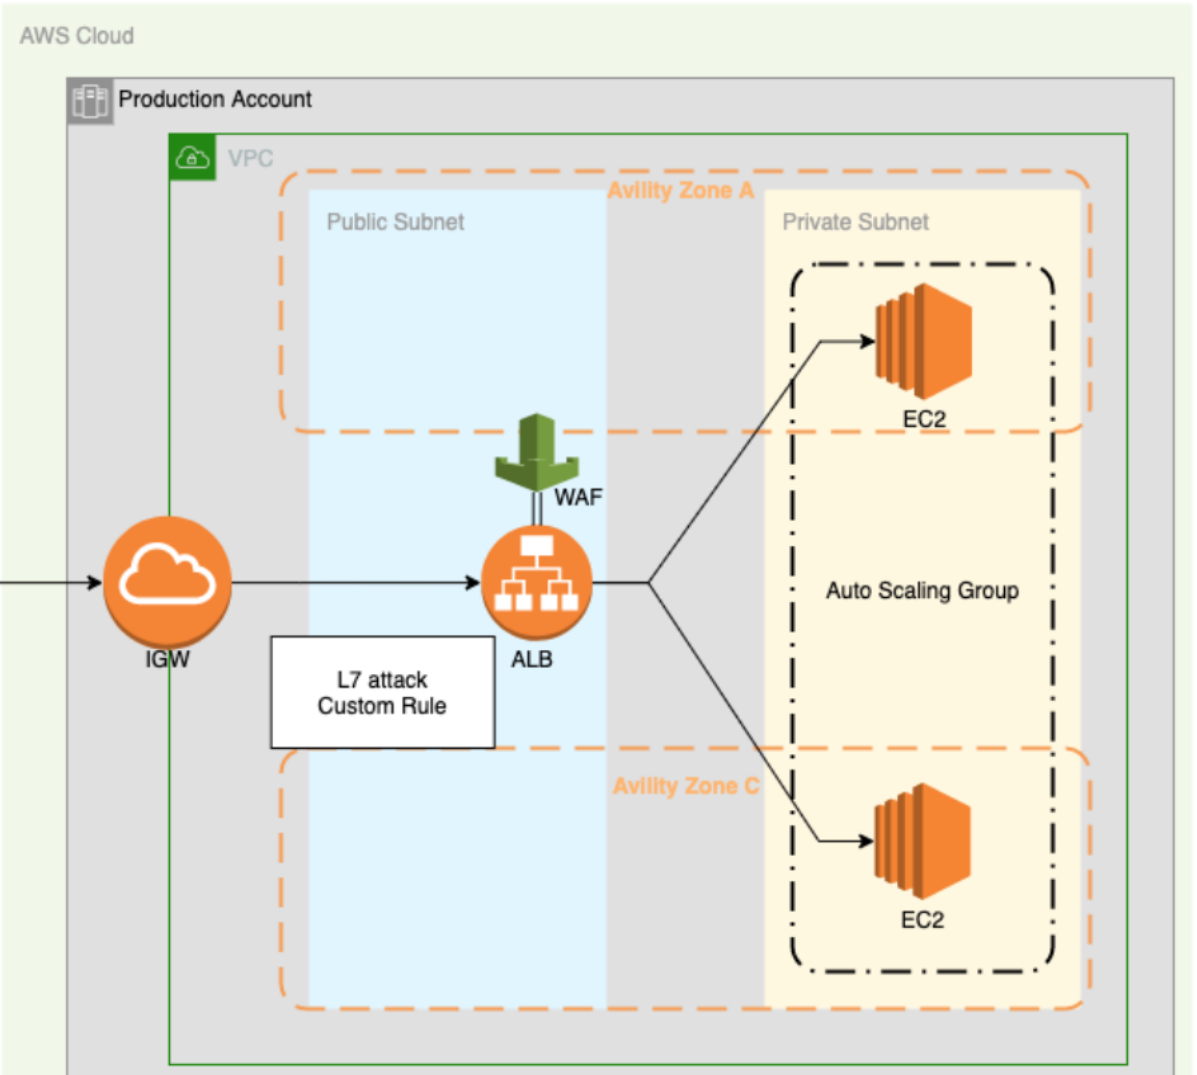 AWS Cloud
Production Account
VPC
Avility Zone A
Public Subnet
Private Subnet
EC2
WAF
Auto Scaling Group
IGW
ALB
L7 attack
Custom Rule
Avility Zone C
EC2